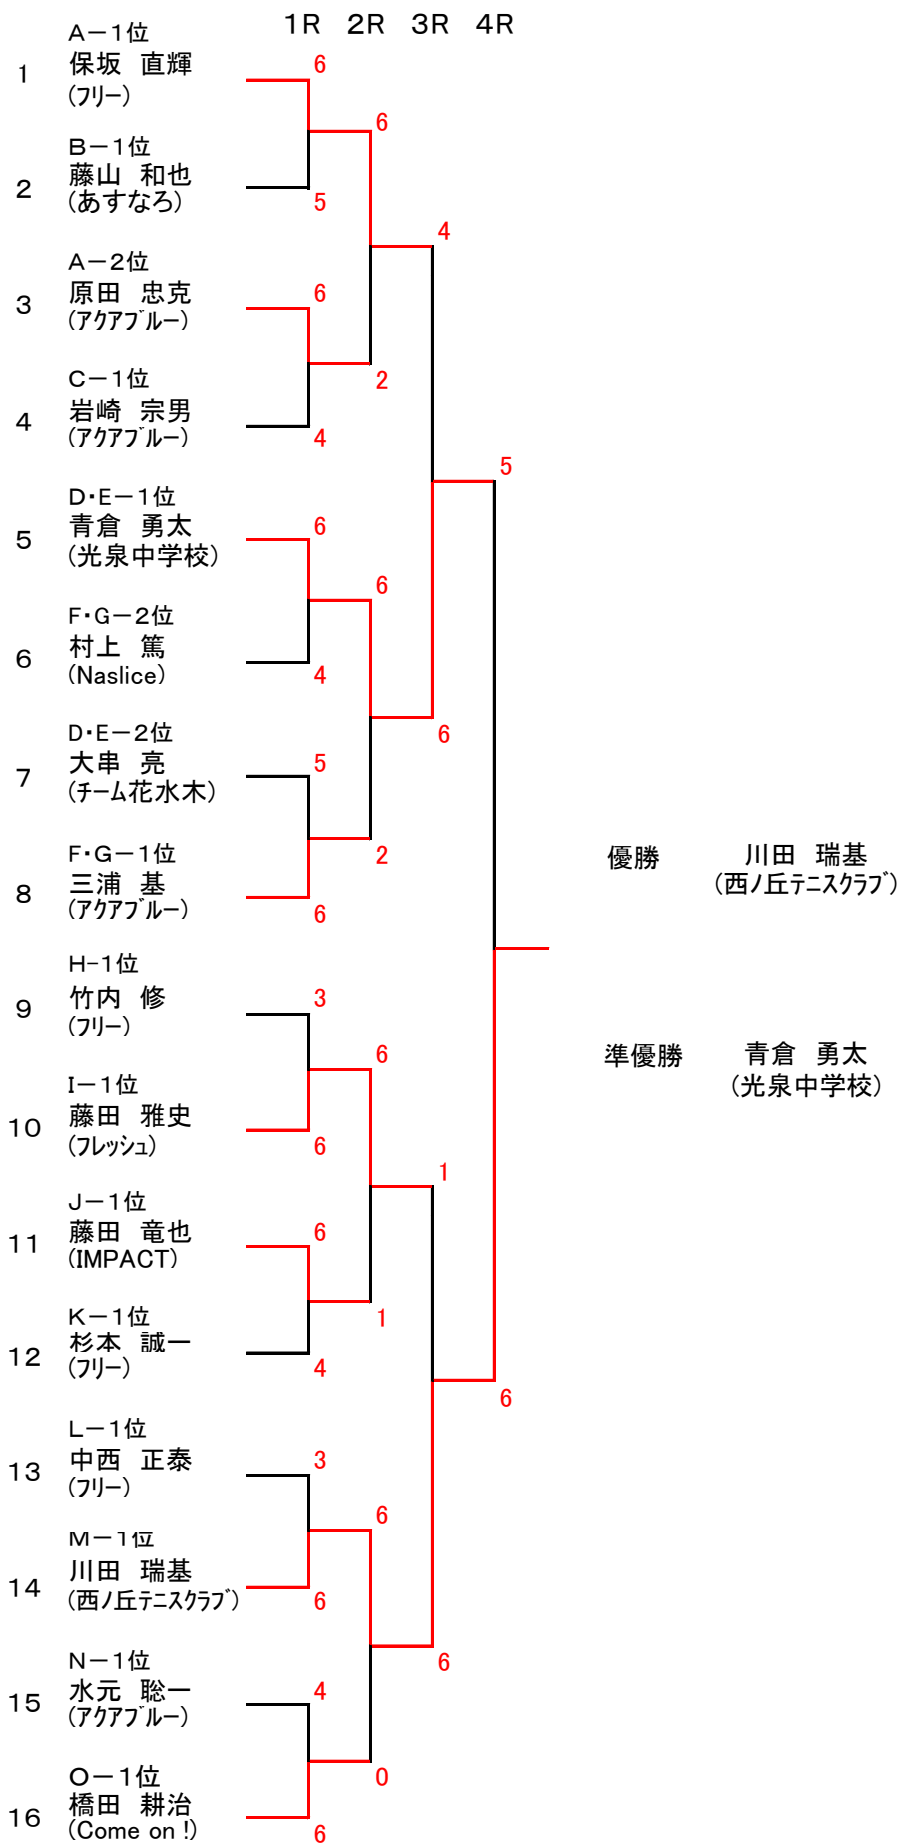 1R 2R 3R 4R
A－1位
1 保坂 直輝 6
(フリー)
6
B－1位
2 藤山 和也
(あすなろ) 5
4
A－2位
3 原田 忠克 6
(アクアブルー)
2
C－1位
4 岩崎 宗男
(アクアブルー) 4
5
D・E－1位
5 青倉 勇太 6
(光泉中学校)
6
F・G－2位
6 村上 篤
(Naslice) 4
6
D・E－2位
7 大串 亮 5
(チーム花水木)
2
F・G－1位
8 三浦 基
(アクアブルー) 6
優勝 川田 瑞基
(西ノ丘テニスクラブ)
H-1位
9 竹内 修 3
(フリー)
準優勝 青倉 勇太
(光泉中学校)
6
I－1位
10 藤田 雅史
(フレッシュ) 6
1
J－1位
11 藤田 竜也 6
(IMPACT)
1
K－1位
12 杉本 誠一
(フリー) 4
6
L－1位
13 中西 正泰 3
(フリー)
6
M－1位
14 川田 瑞基
(西ノ丘テニスクラブ) 6
6
N－1位
15 水元 聡一 4
(アクアブルー)
0
O－1位
16 橋田 耕治
(Come on !) 6